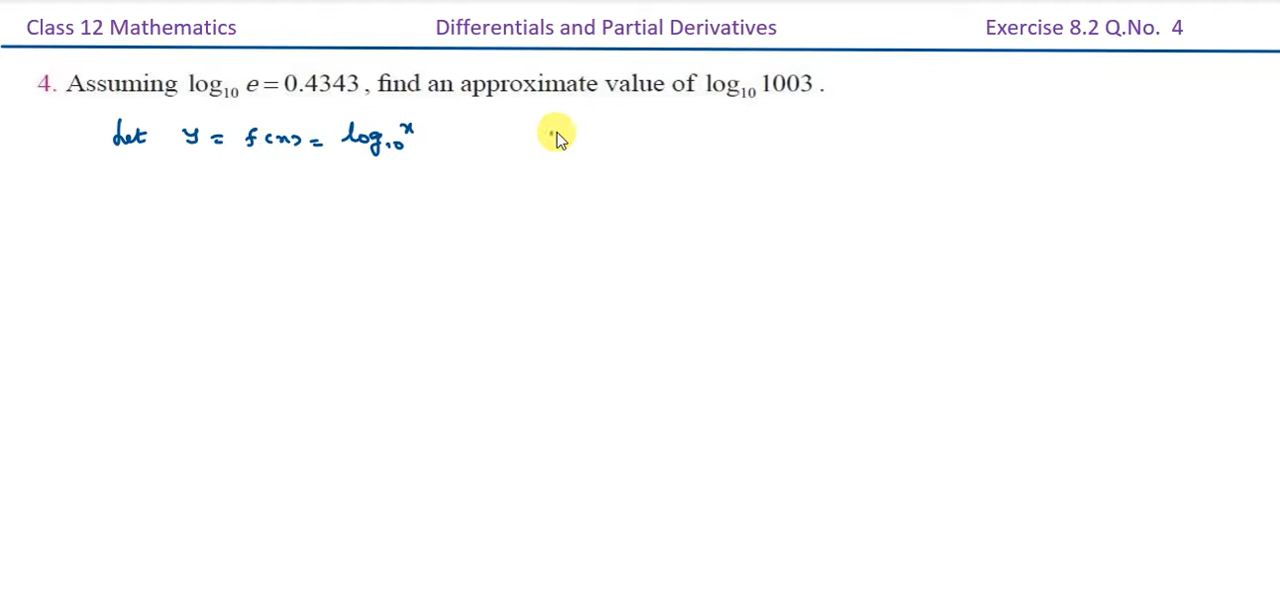 Class 12 Mathematics Differentials and Partial Derivatives Exercise 8.2 Q.No. 4
4. Assuming log₁₀ e = 0.4343, find an approximate value of log₁₀ 1003.
Let y = f(x) = log₁₀ x